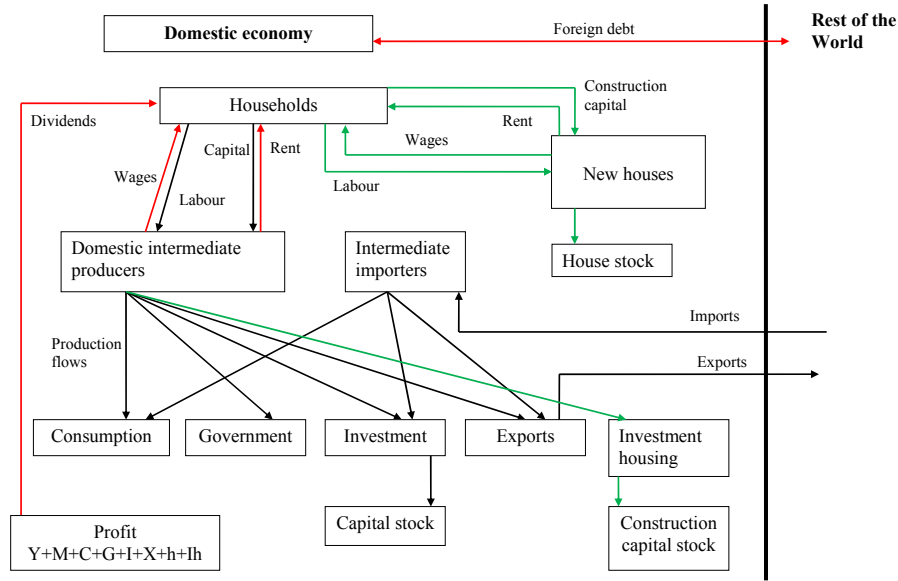 Domestic economy
Foreign debt
Rest of the
World
Households
Construction
capital
Dividends
Rent
Wages
Capital
Rent
Wages
Labour
Labour
New houses
Domestic intermediate
producers
Intermediate
importers
House stock
Imports
Production
flows
Exports
Consumption
Government
Investment
Exports
Investment
housing
Profit
Y+M+C+G+I+X+h+Ih
Capital stock
Construction
capital stock